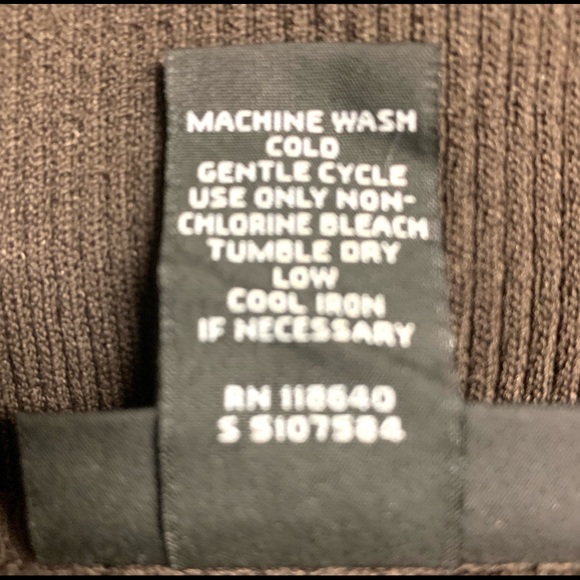 MACHINE WASH
COLD
GENTLE CYCLE
USE ONLY NON-
CHLORINE BLEACH
TUMBLE DRY
LOW
COOL IRON
IF NECESSARY
RN 118640
S 5107584